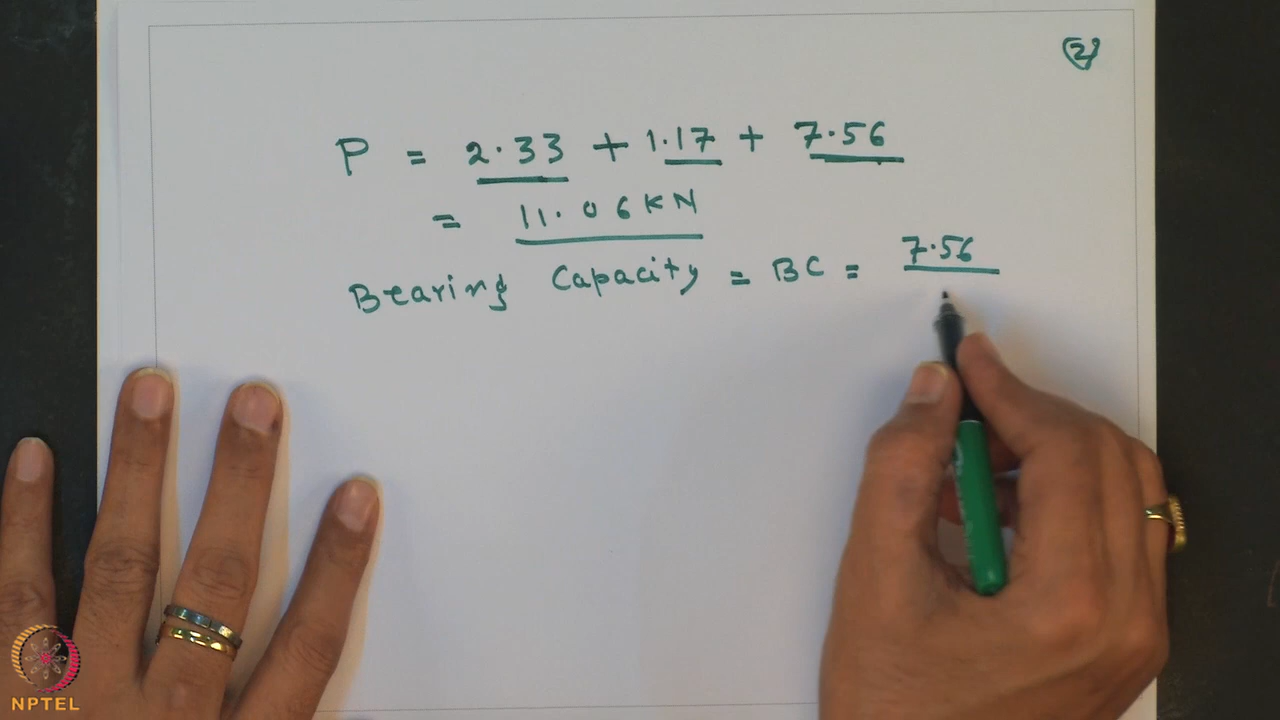 2
P = 2.33 + 1.17 + 7.56
= 11.06 KN
Bearing Capacity = BC = 7.56
NPTEL